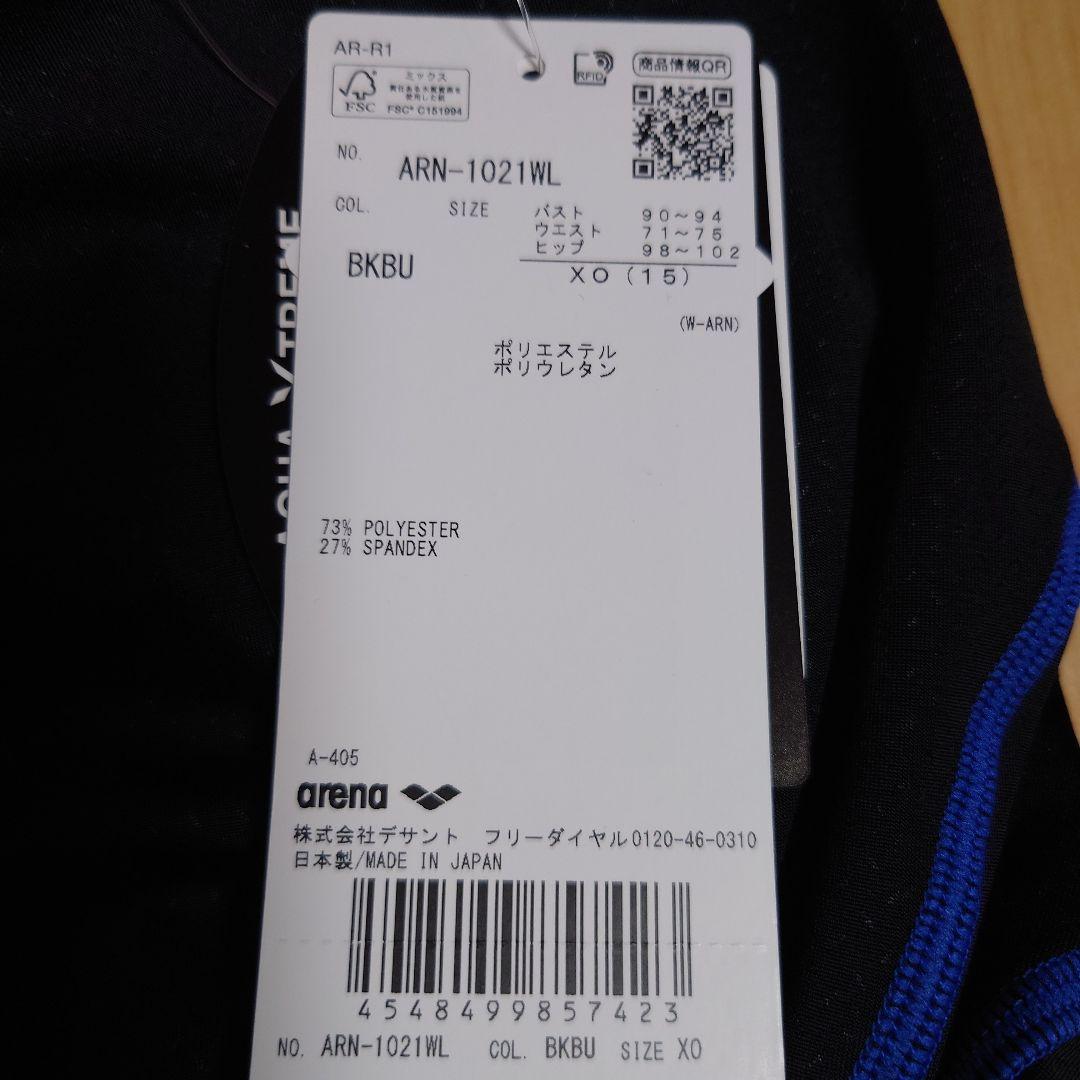 AR-R1
FSC
ミックス
責任ある木質資源を
使用した紙
FSC® C151994
RFID
商品情報QR
NO. ARN-1021WL
COL. SIZE
バスト 90～94
ウエスト 71～75
ヒップ 98～102
BKBU XO (15)
(W-ARN)
ポリエステル
ポリウレタン
73% POLYESTER
27% SPANDEX
A-405
arena
株式会社デサント フリーダイヤル0120-46-0310
日本製/MADE IN JAPAN
4548499857423
NO. ARN-1021WL COL. BKBU SIZE XO